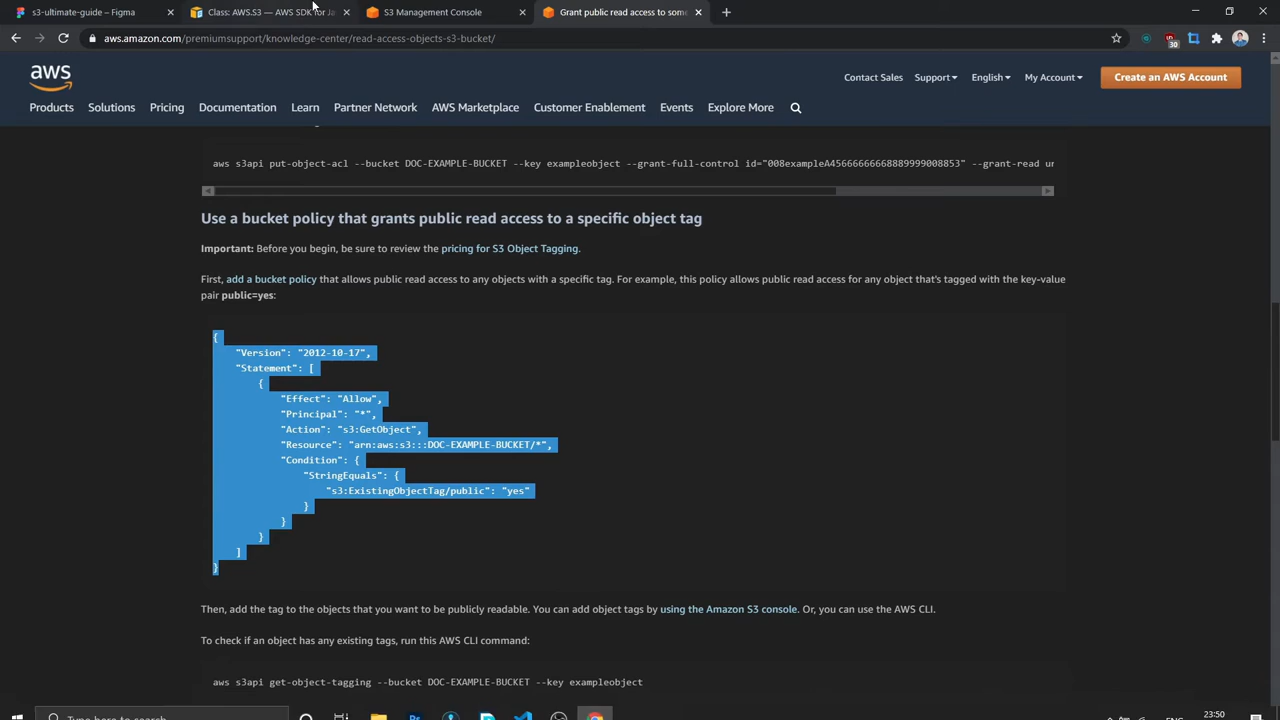 s3-ultimate-guide – Figma
Class: AWS.S3 — AWS SDK for Ja
S3 Management Console
Grant public read access to some
aws.amazon.com/premiumsupport/knowledge-center/read-access-objects-s3-bucket/
30
aws
Contact Sales
Support
English
My Account
Create an AWS Account
Products
Solutions
Pricing
Documentation
Learn
Partner Network
AWS Marketplace
Customer Enablement
Events
Explore More
aws s3api put-object-acl --bucket DOC-EXAMPLE-BUCKET --key exampleobject --grant-full-control id="008exampleA45666666668889999008853" --grant-read ur
Use a bucket policy that grants public read access to a specific object tag
Important: Before you begin, be sure to review the pricing for S3 Object Tagging.
First, add a bucket policy that allows public read access to any objects with a specific tag. For example, this policy allows public read access for any object that's tagged with the key-value
pair public=yes:
{
"Version": "2012-10-17",
"Statement": [
{
"Effect": "Allow",
"Principal": "*",
"Action": "s3:GetObject",
"Resource": "arn:aws:s3:::DOC-EXAMPLE-BUCKET/*",
"Condition": {
"StringEquals": {
"s3:ExistingObjectTag/public": "yes"
}
}
}
]
}
Then, add the tag to the objects that you want to be publicly readable. You can add object tags by using the Amazon S3 console. Or, you can use the AWS CLI.
To check if an object has any existing tags, run this AWS CLI command:
aws s3api get-object-tagging --bucket DOC-EXAMPLE-BUCKET --key exampleobject
Type here to search
23:50